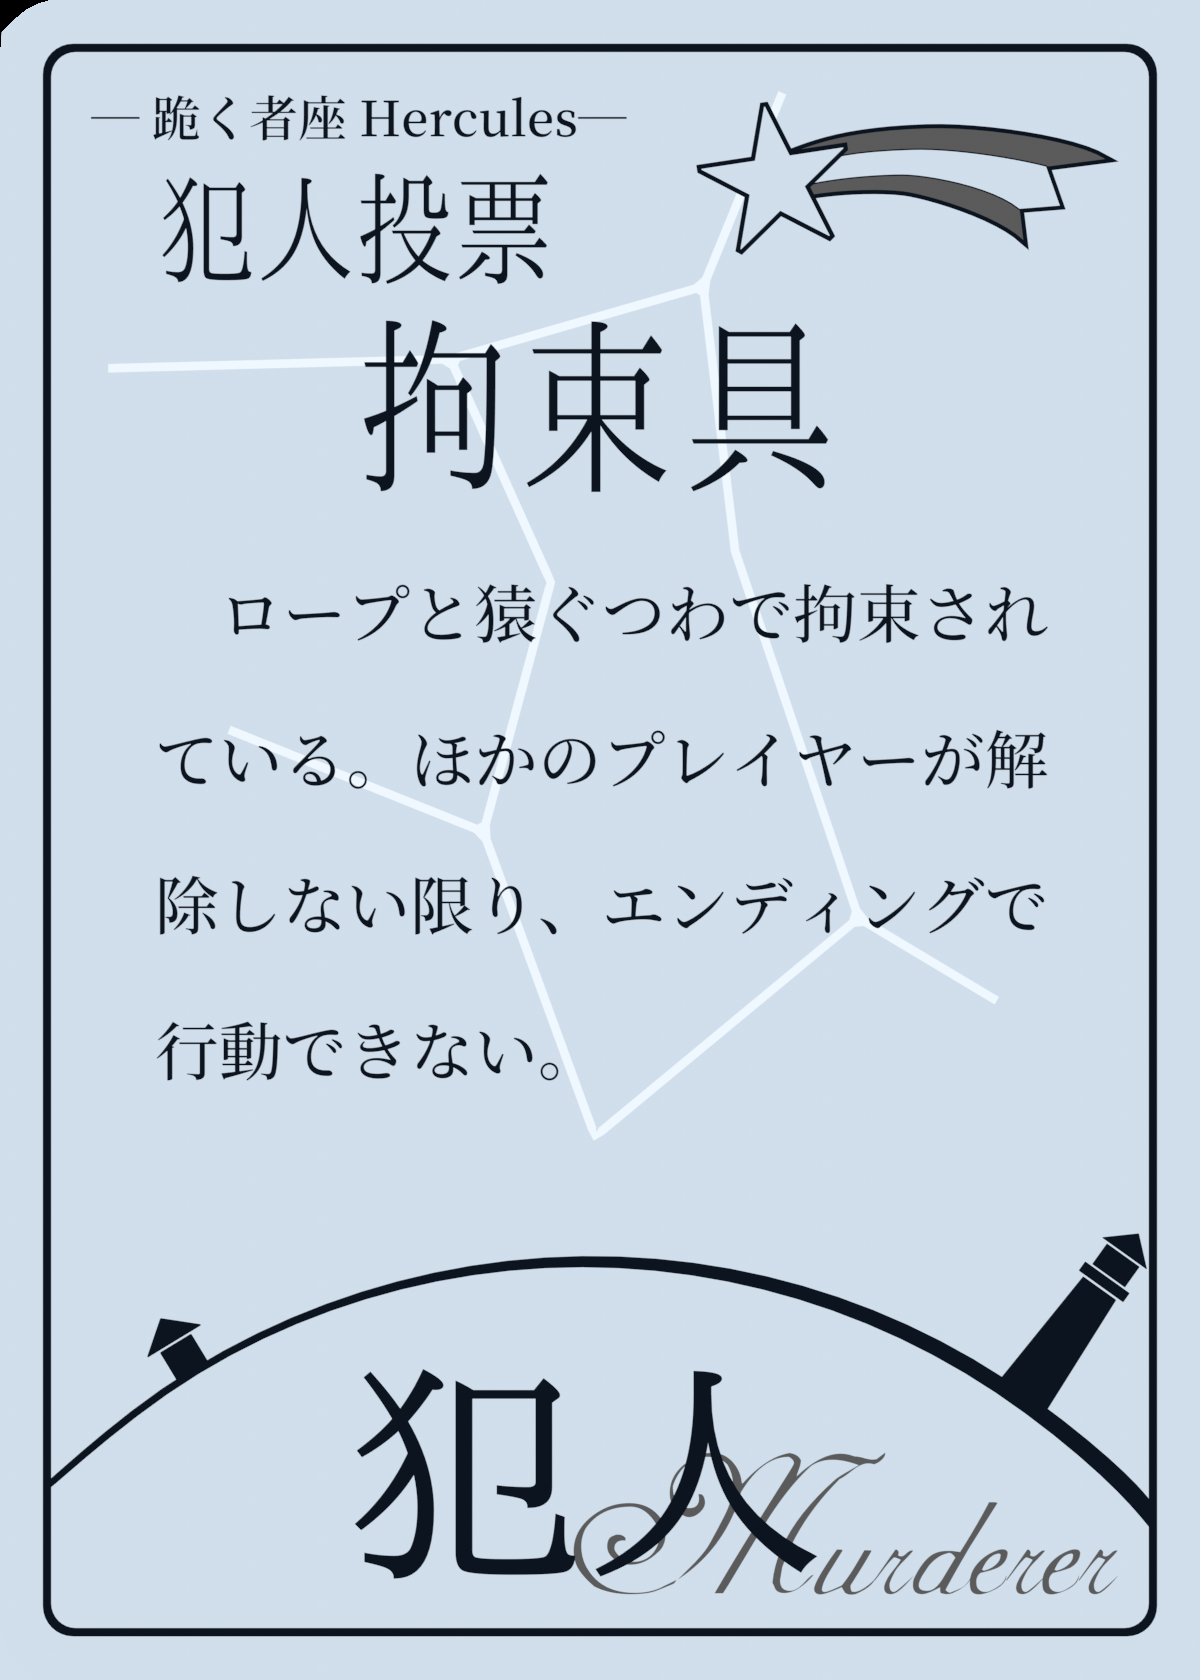 — 跪く者座 Hercules—
犯人投票
拘束具
ロープと猿ぐつわで拘束され
ている。ほかのプレイヤーが解
除しない限り、エンディングで
行動できない。
犯人
Murderer